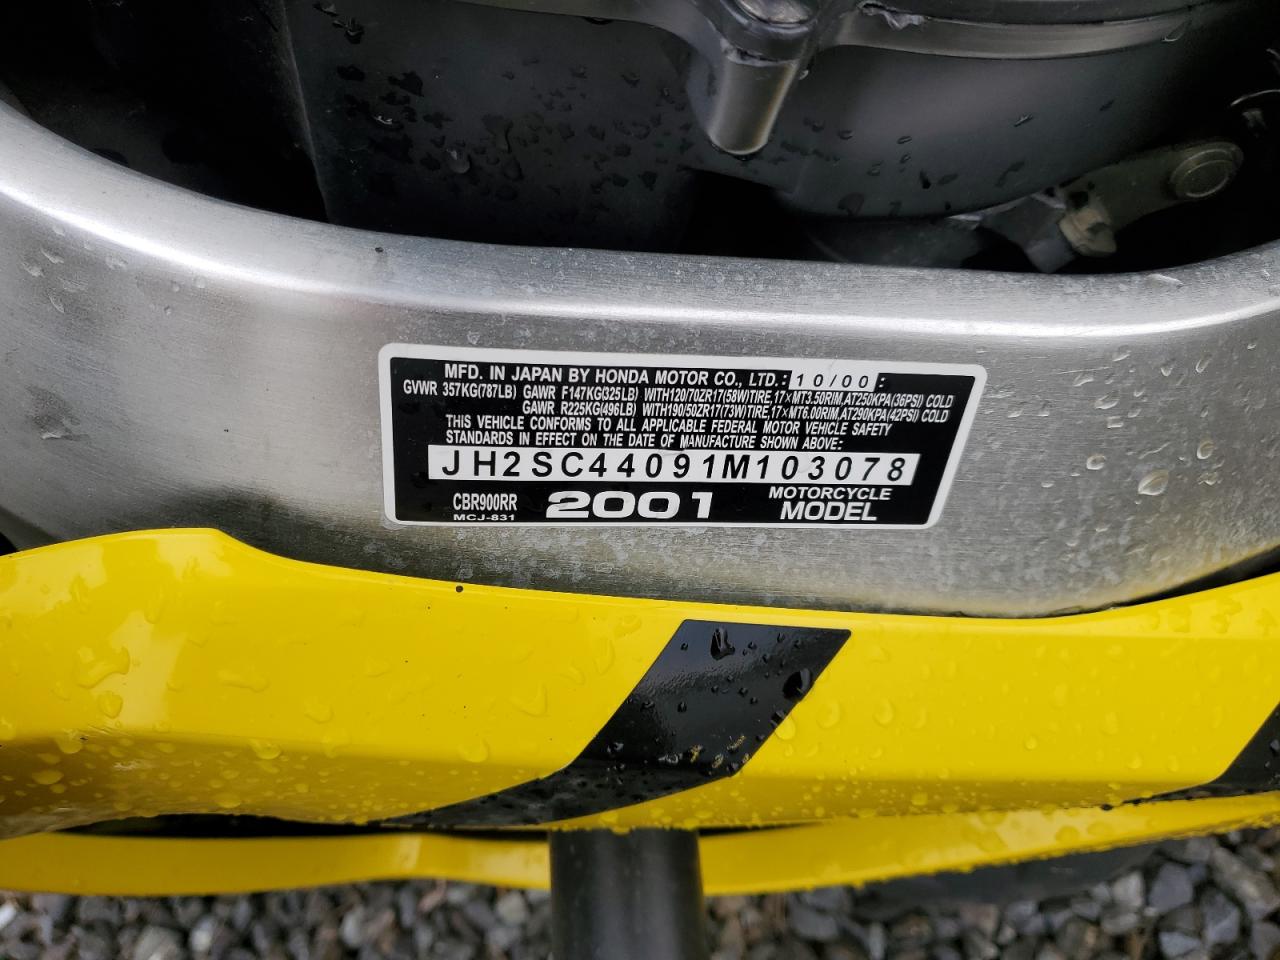 MFD. IN JAPAN BY HONDA MOTOR CO., LTD.: 10/00 :
GVWR 357KG(787LB) GAWR F147KG(325LB) WITH120/70ZR17(58W)TIRE,17×MT3.50RIM,AT250KPA(36PSI) COLD
GAWR R225KG(496LB) WITH190/50ZR17(73W)TIRE,17×MT6.00RIM,AT290KPA(42PSI) COLD
THIS VEHICLE CONFORMS TO ALL APPLICABLE FEDERAL MOTOR VEHICLE SAFETY
STANDARDS IN EFFECT ON THE DATE OF MANUFACTURE SHOWN ABOVE:
JH2SC44091M103078
CBR900RR 2001 MOTORCYCLE
MCJ-831 MODEL